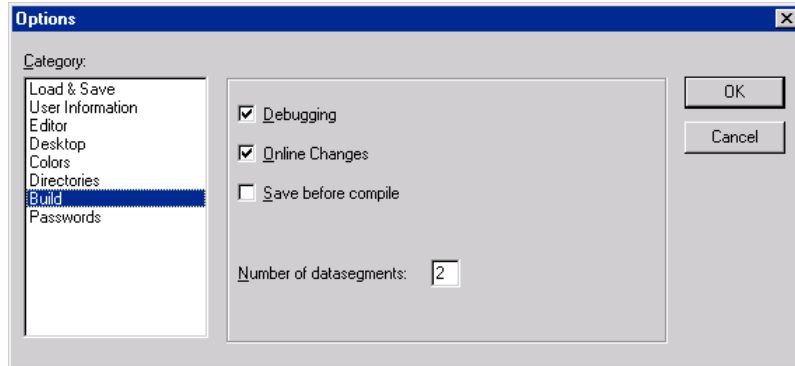 Options
Category:
Load & Save
User Information
Editor
Desktop
Colors
Directories
Build
Passwords
Debugging
Online Changes
Save before compile
Number of datasegments: 2
OK
Cancel